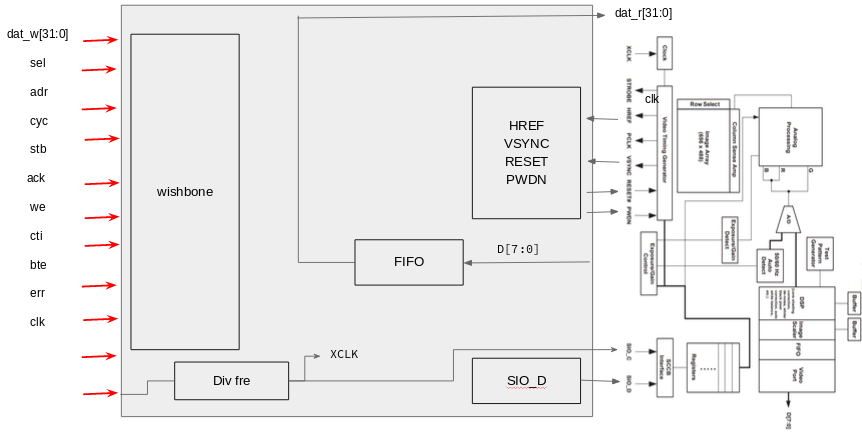 dat_w[31:0]
sel
adr
cyc
stb
ack
we
cti
bte
err
clk
wishbone
Div fre
XCLK
FIFO
D[7:0]
HREF
VSYNC
RESET
PWDN
SIO_D
dat_r[31:0]
clk
XCLK
STROBE
HREF
PCLK
VSYNC
RESET#
PWDN
SIO_C
SIO_D
Clock
Video Timing Generator
Row Select
Image Array
Column Sense Amp
Analog
Processing
B
R
G
A/D
Exposure/Gain
Detect
Exposure/Gain
Control
50/60 Hz
Auto
Detect
Test
Pattern
Generator
DSP
Image
Scaler
FIFO
Video
Port
Buffer
Buffer
SCCB
Interface
Registers
D[7:0]